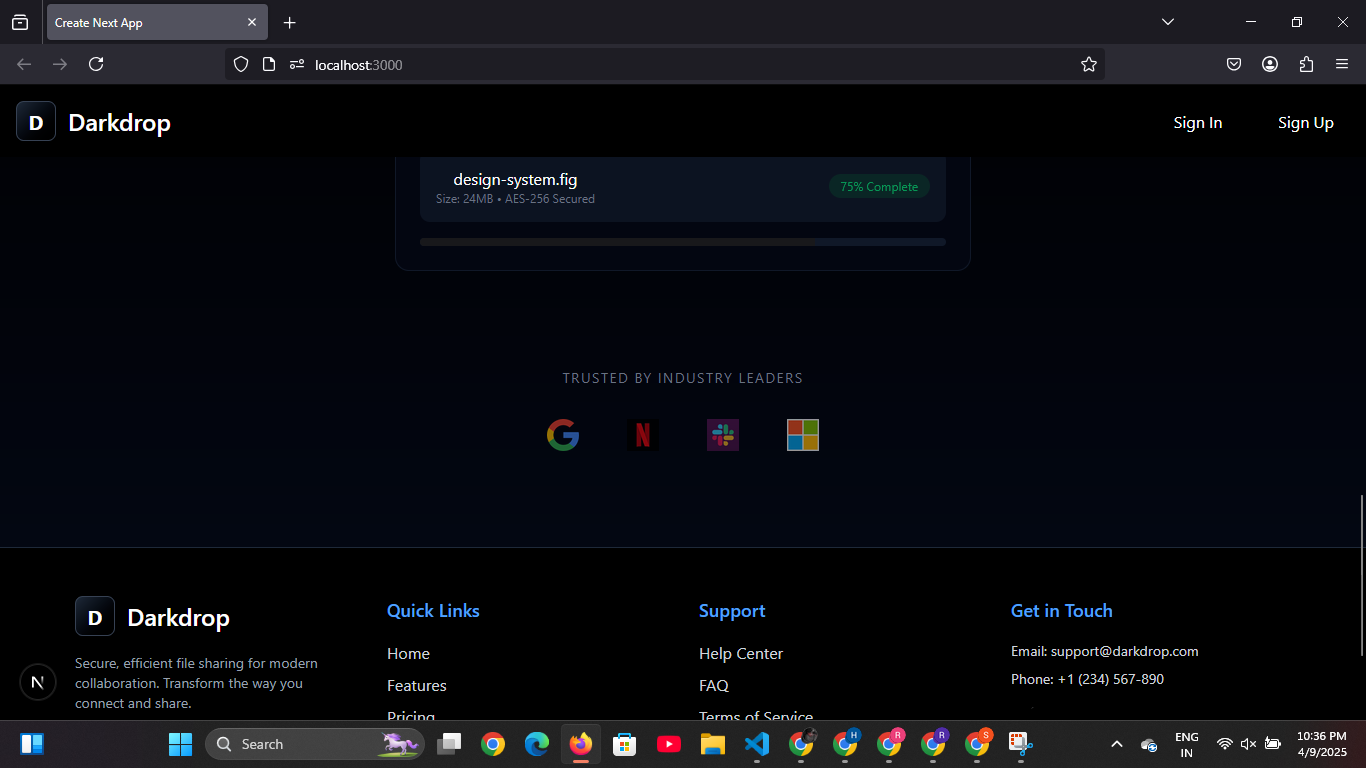 Create Next App
localhost:3000
D Darkdrop
Sign In
Sign Up
design-system.fig
Size: 24MB • AES-256 Secured
75% Complete
TRUSTED BY INDUSTRY LEADERS
D Darkdrop
Secure, efficient file sharing for modern
collaboration. Transform the way you
connect and share.
N
Quick Links
Home
Features
Pricing
Support
Help Center
FAQ
Terms of Service
Get in Touch
Email: support@darkdrop.com
Phone: +1 (234) 567-890
Search
H
R
R
S
ENG
IN
10:36 PM
4/9/2025